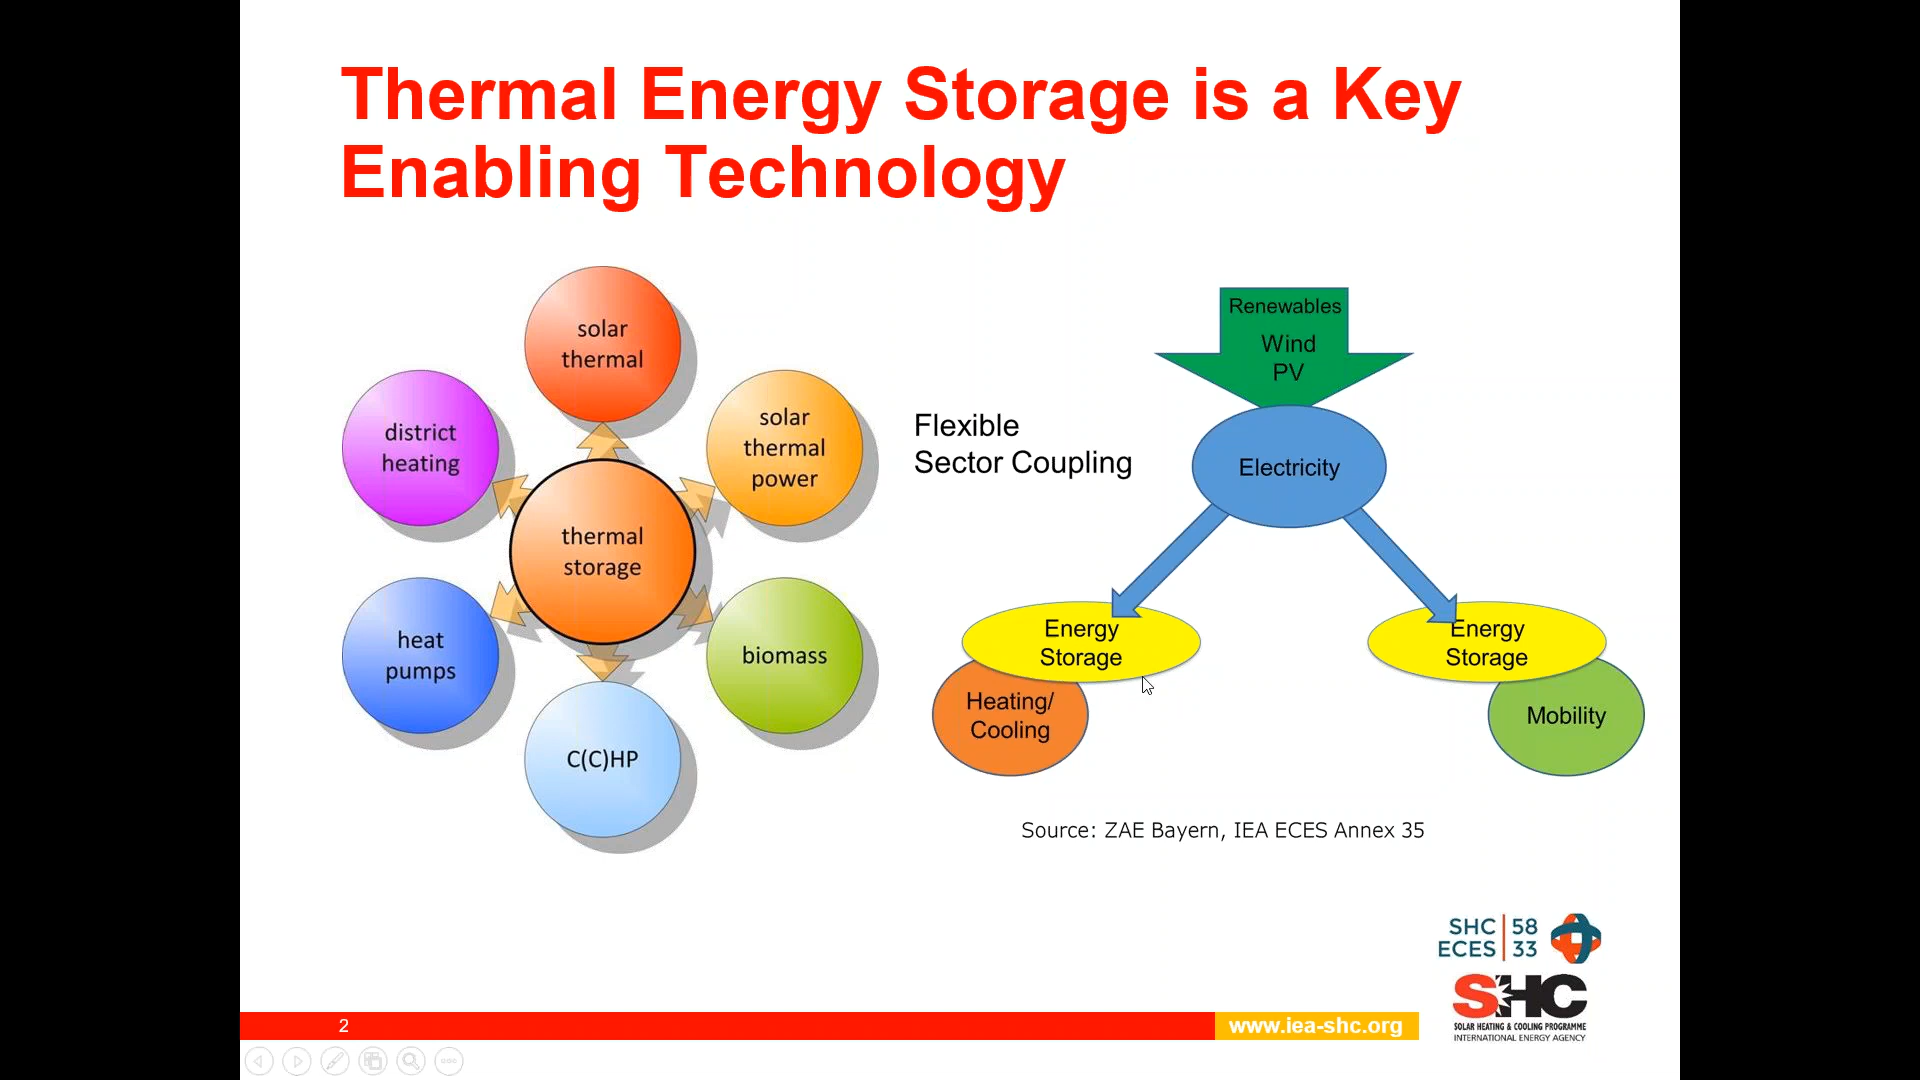 Thermal Energy Storage is a Key
Enabling Technology
solar
thermal
district
heating
solar
thermal
power
thermal
storage
heat
pumps
biomass
C(C)HP
Flexible
Sector Coupling
Renewables
Wind
PV
Electricity
Energy
Storage
Heating/
Cooling
Energy
Storage
Mobility
Source: ZAE Bayern, IEA ECES Annex 35
SHC 58
ECES 33
SHC
SOLAR HEATING & COOLING PROGRAMME
INTERNATIONAL ENERGY AGENCY
2
www.iea-shc.org